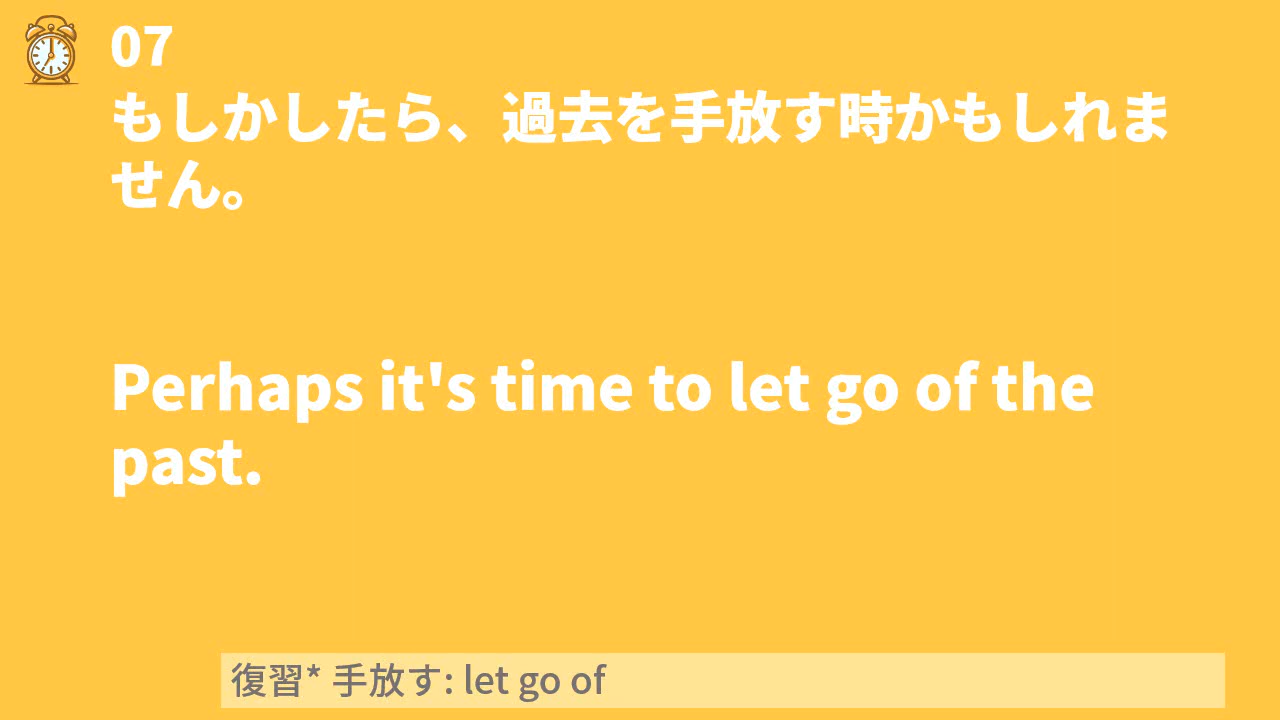 07
もしかしたら、過去を手放す時かもしれま
せん。
Perhaps it's time to let go of the
past.
復習* 手放す: let go of